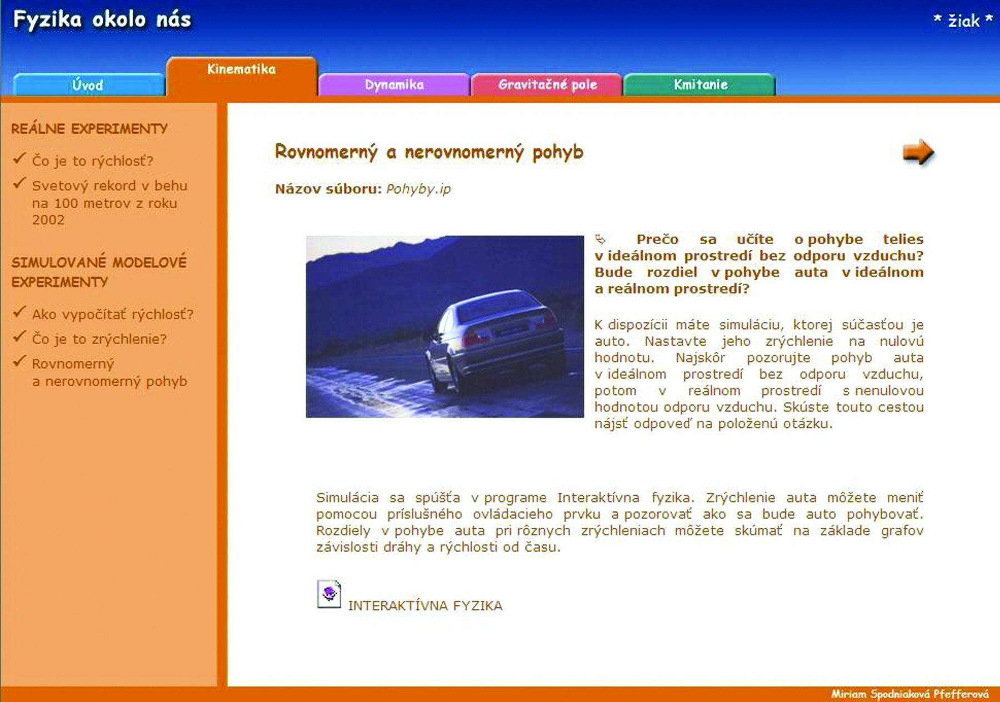 Fyzika okolo nás
* žiak *
Úvod
Kinematika
Dynamika
Gravitačné pole
Kmitanie
REÁLNE EXPERIMENTY
Čo je to rýchlosť?
Svetový rekord v behu
na 100 metrov z roku
2002
SIMULOVANÉ MODELOVÉ
EXPERIMENTY
Ako vypočítať rýchlosť?
Čo je to zrýchlenie?
Rovnomerný
a nerovnomerný pohyb
Rovnomerný a nerovnomerný pohyb
Názov súboru: Pohyby.ip
Prečo sa učíte o pohybe telies
v ideálnom prostredí bez odporu vzduchu?
Bude rozdiel v pohybe auta v ideálnom
a reálnom prostredí?
K dispozícii máte simuláciu, ktorej súčasťou je
auto. Nastavte jeho zrýchlenie na nulovú
hodnotu. Najskôr pozorujte pohyb auta
v ideálnom prostredí bez odporu vzduchu,
potom v reálnom prostredí s nenulovou
hodnotou odporu vzduchu. Skúste touto cestou
nájsť odpoveď na položenú otázku.
Simulácia sa spúšťa v programe Interaktívna fyzika. Zrýchlenie auta môžete meniť
pomocou príslušného ovládacieho prvku a pozorovať ako sa bude auto pohybovať.
Rozdiely v pohybe auta pri rôznych zrýchleniach môžete skúmať na základe grafov
závislosti dráhy a rýchlosti od času.
INTERAKTÍVNA FYZIKA
Miriam Spodniaková Pfefferová